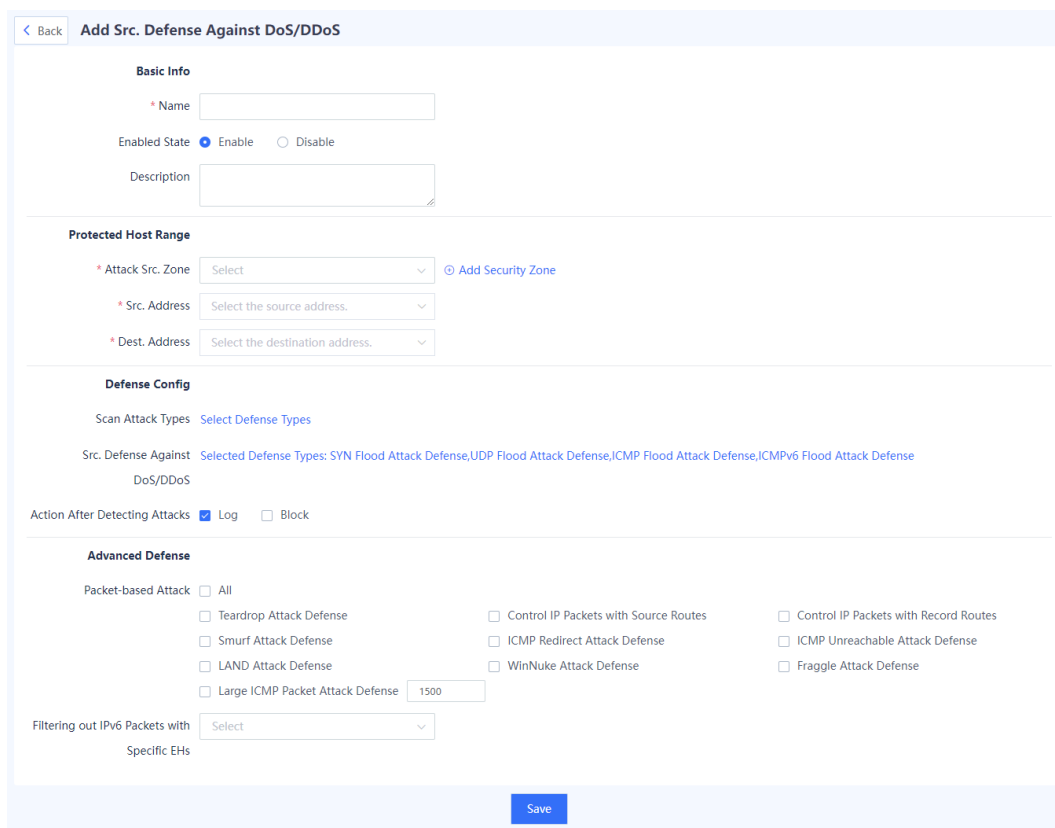 Back Add Src. Defense Against DoS/DDoS
Basic Info
* Name
Enabled State Enable Disable
Description
Protected Host Range
* Attack Src. Zone Select Add Security Zone
* Src. Address Select the source address.
* Dest. Address Select the destination address.
Defense Config
Scan Attack Types Select Defense Types
Src. Defense Against Selected Defense Types: SYN Flood Attack Defense,UDP Flood Attack Defense,ICMP Flood Attack Defense,ICMPv6 Flood Attack Defense
DoS/DDoS
Action After Detecting Attacks Log Block
Advanced Defense
Packet-based Attack All
Teardrop Attack Defense Control IP Packets with Source Routes Control IP Packets with Record Routes
Smurf Attack Defense ICMP Redirect Attack Defense ICMP Unreachable Attack Defense
LAND Attack Defense WinNuke Attack Defense Fraggle Attack Defense
Large ICMP Packet Attack Defense 1500
Filtering out IPv6 Packets with Select
Specific EHs
Save